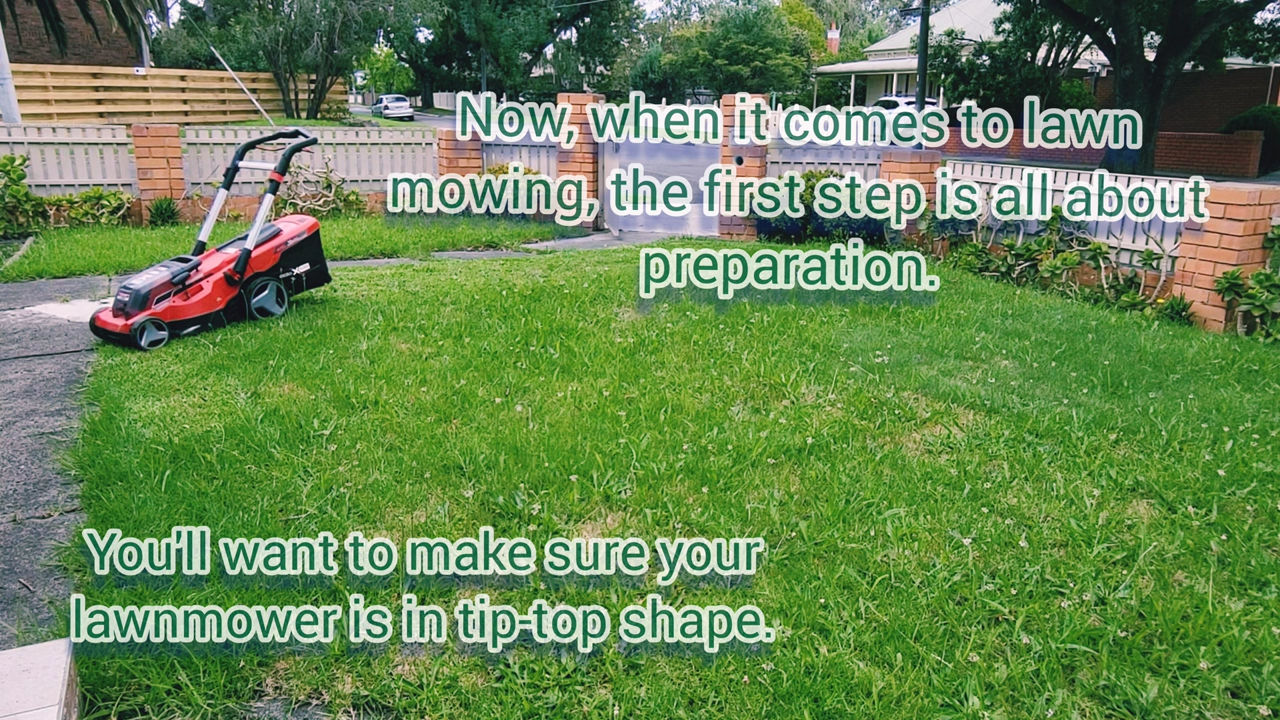 Now, when it comes to lawn
mowing, the first step is all about
preparation.
You'll want to make sure your
lawnmower is in tip-top shape.